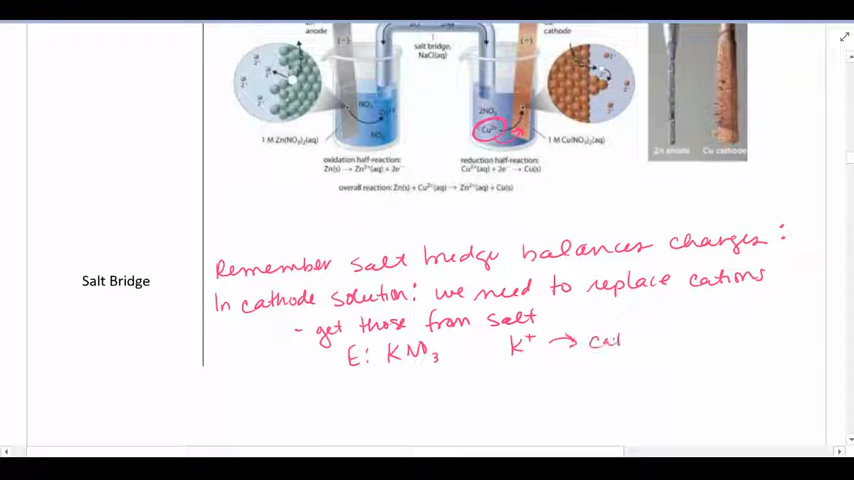 anode
(−)
salt bridge,
NaCl(aq)
cathode
(+)
NO₃
Zn²⁺
NO₃
2NO₃
Cu²⁺
1 M Zn(NO₃)₂(aq)
1 M Cu(NO₃)₂(aq)
Zn anode
Cu cathode
oxidation half-reaction:
Zn(s) → Zn²⁺(aq) + 2e⁻
reduction half-reaction:
Cu²⁺(aq) + 2e⁻ → Cu(s)
overall reaction: Zn(s) + Cu²⁺(aq) → Zn²⁺(aq) + Cu(s)
Remember salt bridge balances charges:
Salt Bridge
In cathode solution: we need to replace cations
- get those from salt
E: KNO₃ K⁺ → cat